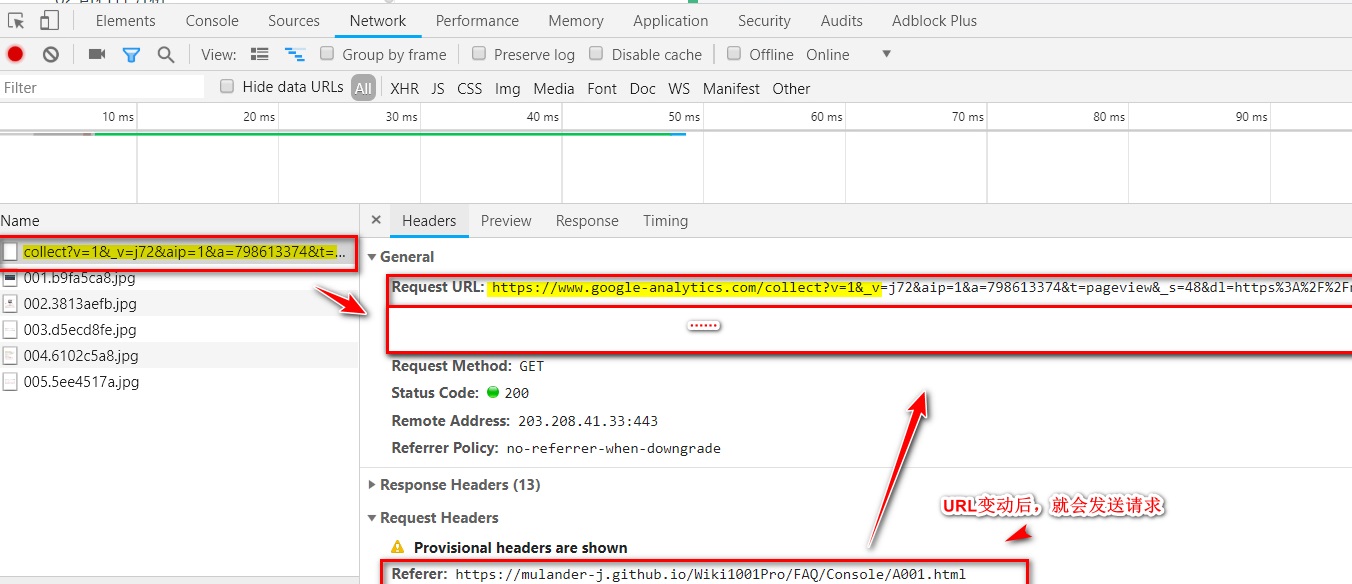 Elements Console Sources Network Performance Memory Application Security Audits Adblock Plus
View: Group by frame Preserve log Disable cache Offline Online
Filter Hide data URLs All XHR JS CSS Img Media Font Doc WS Manifest Other
10 ms 20 ms 30 ms 40 ms 50 ms 60 ms 70 ms 80 ms 90 ms
Name
collect?v=1&_v=j72&aip=1&a=798613374&t=...
001.b9fa5ca8.jpg
002.3813aefb.jpg
003.d5ecd8fe.jpg
004.6102c5a8.jpg
005.5ee4517a.jpg
× Headers Preview Response Timing
General
Request URL: https://www.google-analytics.com/collect?v=1&_v=j72&aip=1&a=798613374&t=pageview&_s=48&dl=https%3A%2F%2F
......
Request Method: GET
Status Code: 200
Remote Address: 203.208.41.33:443
Referrer Policy: no-referrer-when-downgrade
Response Headers (13)
URL变动后，就会发送请求
Request Headers
Provisional headers are shown
Referer: https://mulander-j.github.io/Wiki1001Pro/FAQ/Console/A001.html